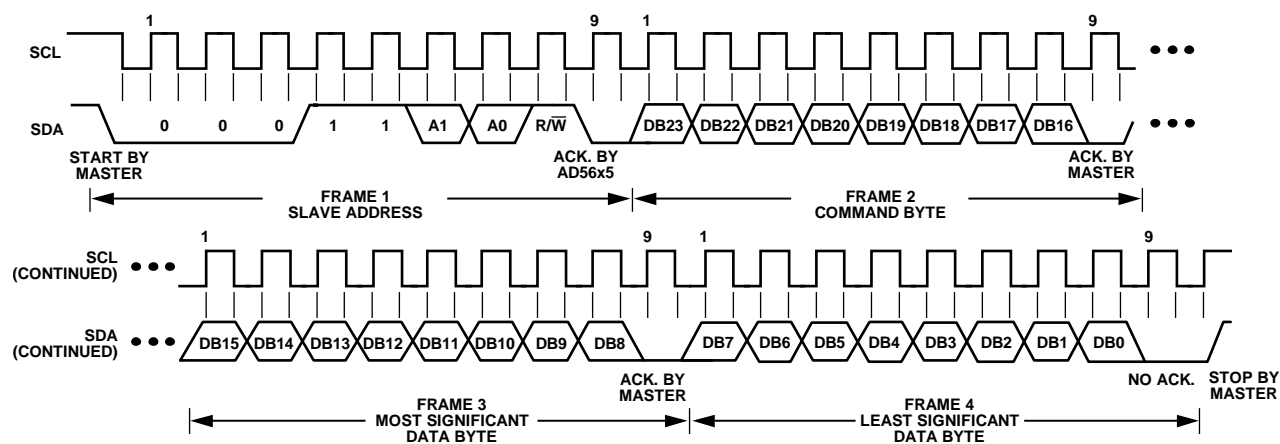 1 9 1 9
SCL
SDA
0 0 0 1 1 A1 A0 R/W̅ DB23 DB22 DB21 DB20 DB19 DB18 DB17 DB16
START BY
MASTER
ACK. BY
AD56x5
ACK. BY
MASTER
FRAME 1
SLAVE ADDRESS
FRAME 2
COMMAND BYTE
1 9 1 9
SCL
(CONTINUED)
SDA
(CONTINUED)
DB15 DB14 DB13 DB12 DB11 DB10 DB9 DB8 DB7 DB6 DB5 DB4 DB3 DB2 DB1 DB0
ACK. BY
MASTER
NO ACK.
STOP BY
MASTER
FRAME 3
MOST SIGNIFICANT
DATA BYTE
FRAME 4
LEAST SIGNIFICANT
DATA BYTE